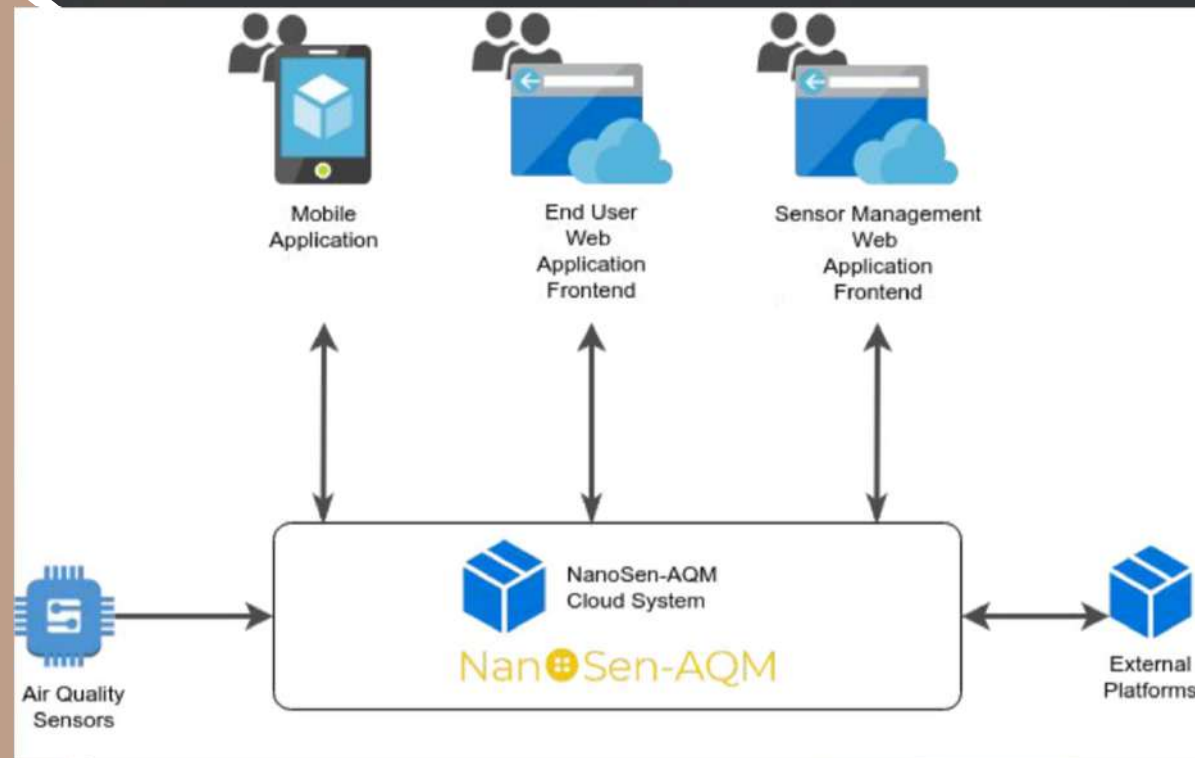 Mobile
Application
End User
Web
Application
Frontend
Sensor Management
Web
Application
Frontend
NanoSen-AQM
Cloud System
NanoSen-AQM
Air Quality
Sensors
External
Platforms